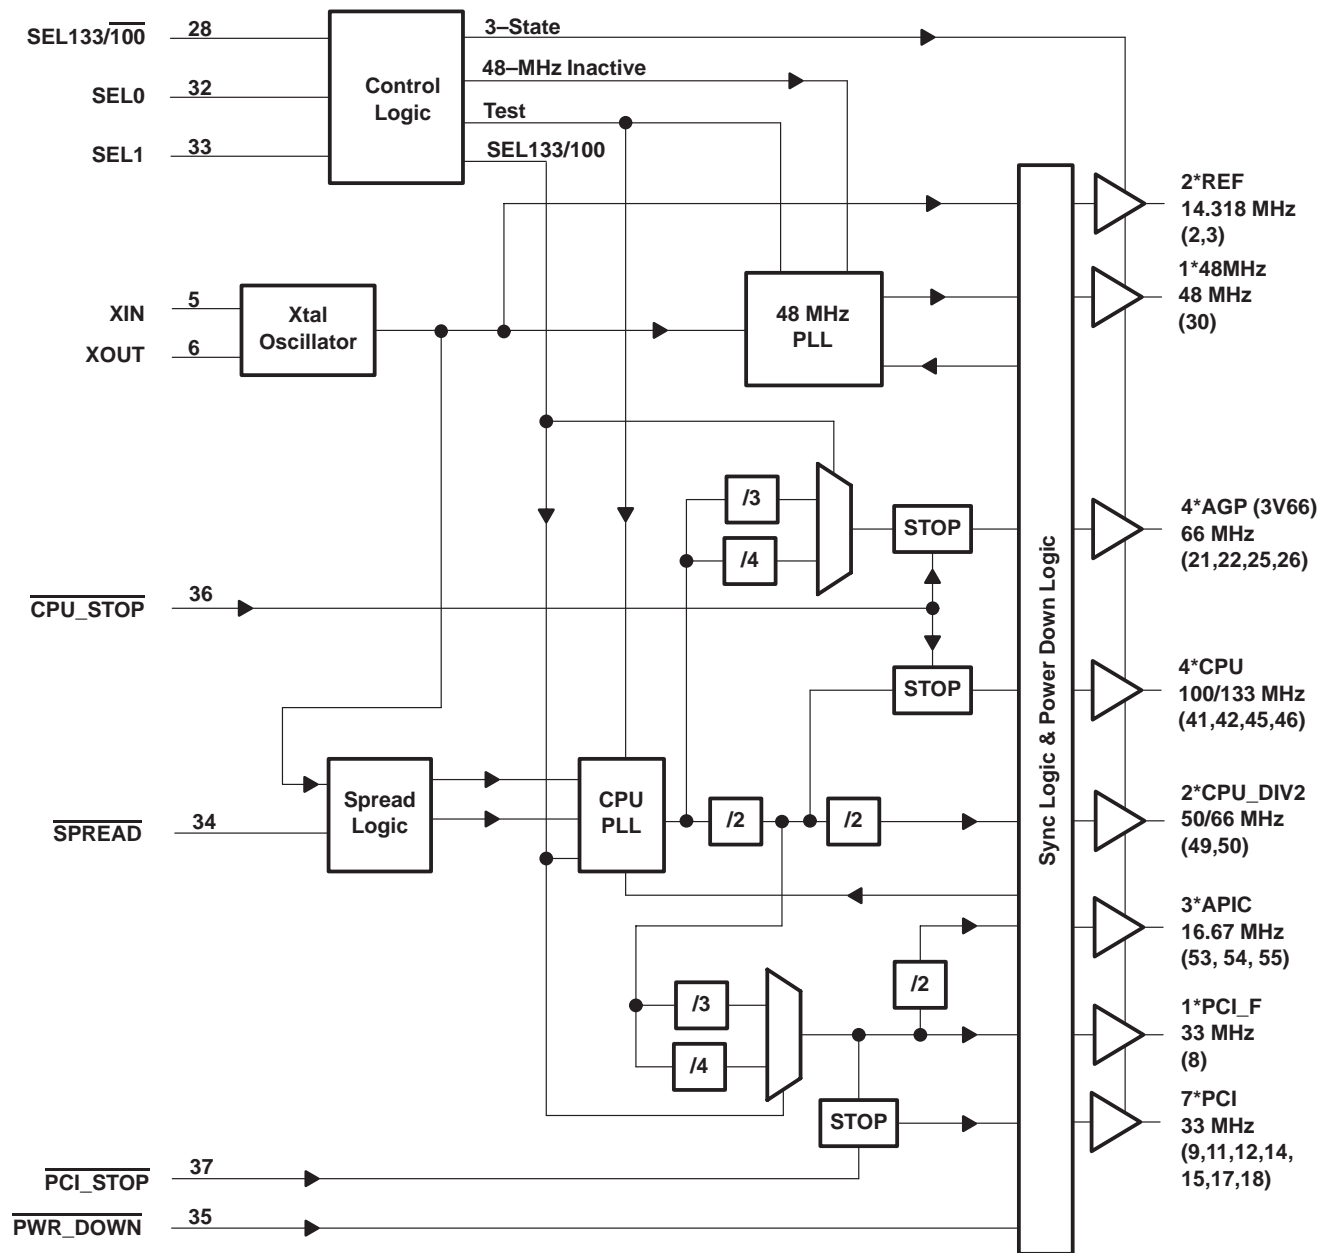 SEL133/100
28
SEL0
32
SEL1
33
Control
Logic
3–State
48–MHz Inactive
Test
SEL133/100
XIN
5
XOUT
6
Xtal
Oscillator
48 MHz
PLL
/3
/4
STOP
CPU_STOP
36
STOP
SPREAD
34
Spread
Logic
CPU
PLL
/2
/2
/3
/4
/2
STOP
PCI_STOP
37
PWR_DOWN
35
Sync Logic & Power Down Logic
2*REF
14.318 MHz
(2,3)
1*48MHz
48 MHz
(30)
4*AGP (3V66)
66 MHz
(21,22,25,26)
4*CPU
100/133 MHz
(41,42,45,46)
2*CPU_DIV2
50/66 MHz
(49,50)
3*APIC
16.67 MHz
(53, 54, 55)
1*PCI_F
33 MHz
(8)
7*PCI
33 MHz
(9,11,12,14,
15,17,18)